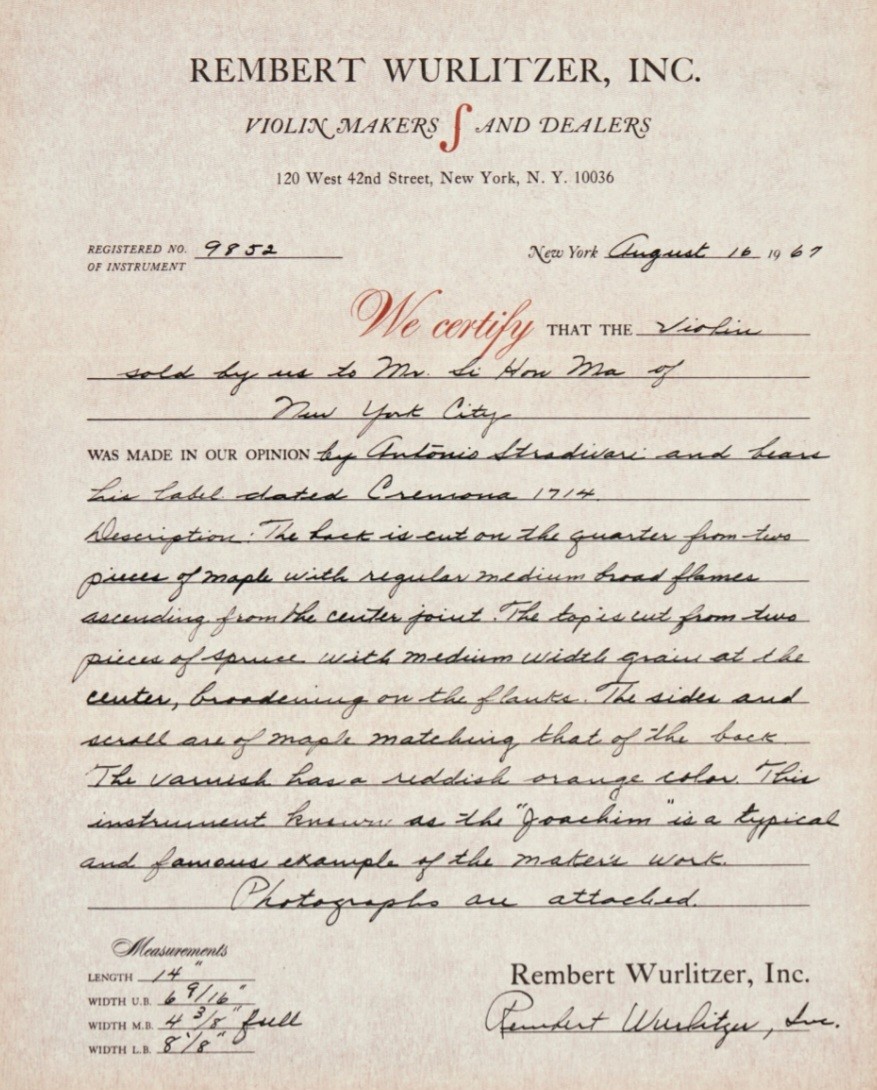 REMBERT WURLITZER, INC.
VIOLIN MAKERS AND DEALERS
120 West 42nd Street, New York, N. Y. 10036
REGISTERED NO. OF INSTRUMENT 9852
New York August 16 1967
We certify THAT THE Violin
sold by us to Mr. Si Hon Ma of
New York City
WAS MADE IN OUR OPINION by Antonio Stradivari and bears
his label dated Cremona 1714.
Description: The back is cut on the quarter from two
pieces of maple with regular medium broad flames
ascending from the center joint. The top is cut from two
pieces of spruce with medium width grain at the
center, broadening on the flanks. The sides and
scroll are of maple matching that of the back
The varnish has a reddish orange color. This
instrument known as the "Joachim" is a typical
and famous example of the maker's work.
Photographs are attached.
Measurements
LENGTH 14"
WIDTH U.B. 6 9/16"
WIDTH M.B. 4 3/8" full
WIDTH L.B. 8 1/8"
Rembert Wurlitzer, Inc.
Rembert Wurlitzer, Inc.